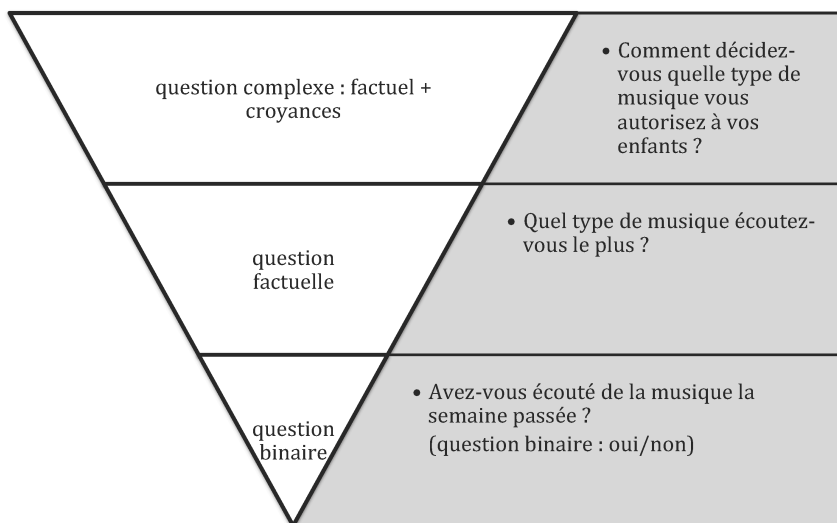 question complexe : factuel +
croyances
• Comment décidez-
vous quelle type de
musique vous
autorisez à vos
enfants ?
question
factuelle
• Quel type de musique écoutez-
vous le plus ?
question
binaire
• Avez-vous écouté de la musique la
semaine passée ?
(question binaire : oui/non)